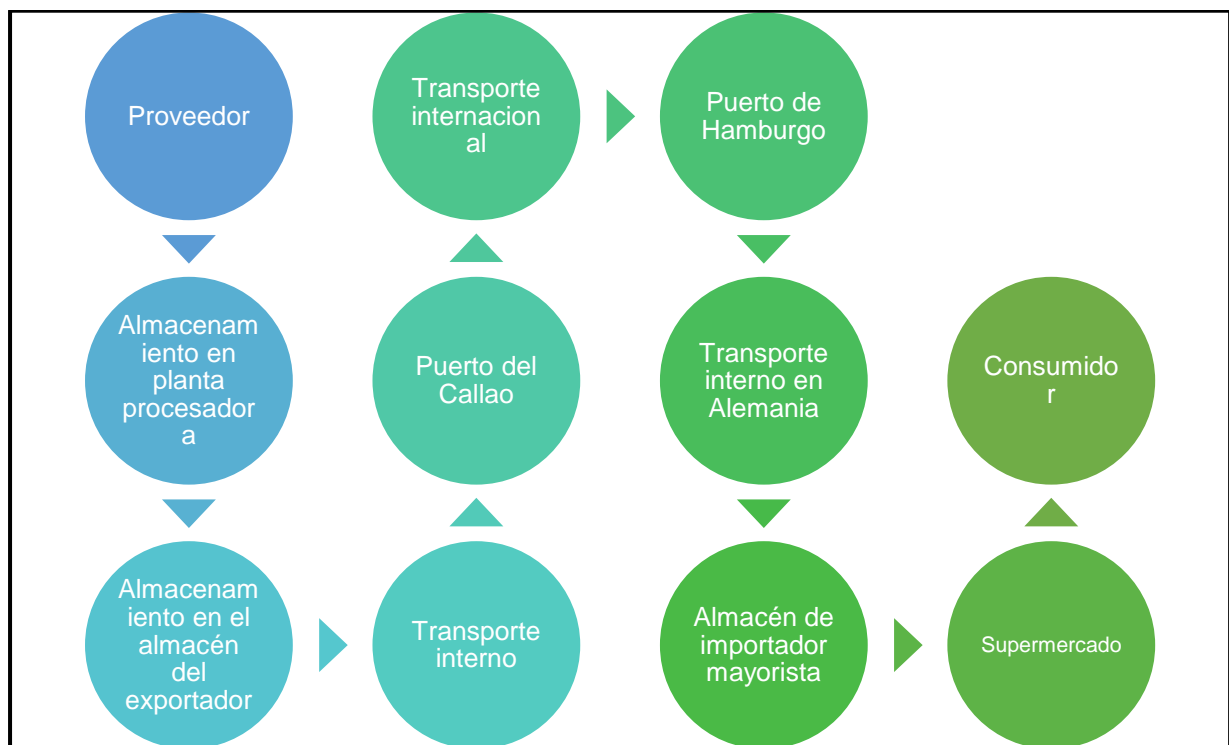 Proveedor
Almacenam
iento en
planta
procesador
a
Almacenam
iento en el
almacén
del
exportador
Transporte
interno
Puerto del
Callao
Transporte
internacion
al
Puerto de
Hamburgo
Transporte
interno en
Alemania
Almacén de
importador
mayorista
Supermercado
Consumido
r